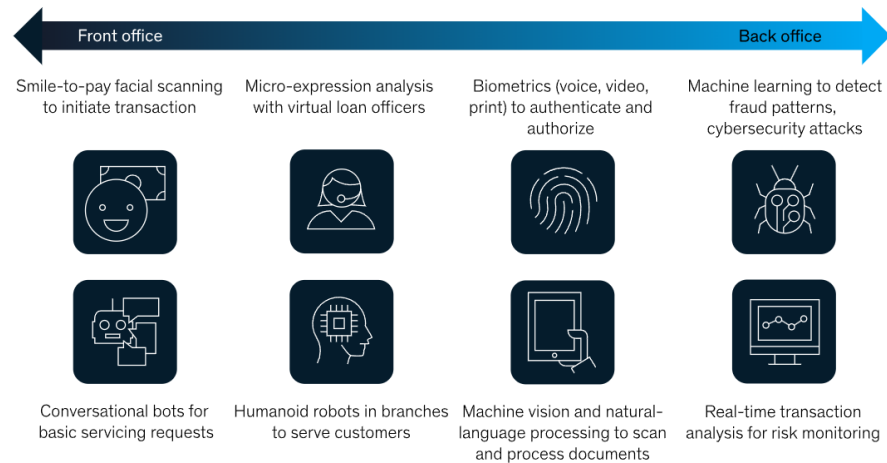 Front office
Back office
Smile-to-pay facial scanning
to initiate transaction
Micro-expression analysis
with virtual loan officers
Biometrics (voice, video,
print) to authenticate and
authorize
Machine learning to detect
fraud patterns,
cybersecurity attacks
Conversational bots for
basic servicing requests
Humanoid robots in branches
to serve customers
Machine vision and natural-
language processing to scan
and process documents
Real-time transaction
analysis for risk monitoring